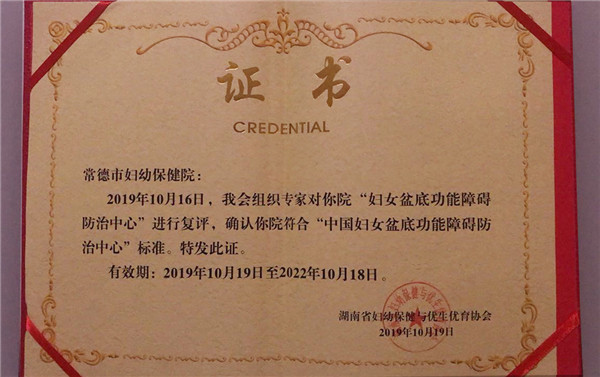 证书
CREDENTIAL
常德市妇幼保健院：
2019年10月16日，我会组织专家对你院“妇女盆底功能障碍
防治中心”进行复评，确认你院符合“中国妇女盆底功能障碍防
治中心”标准。特发此证。
有效期：2019年10月19日至2022年10月18日。
湖南省妇幼保健与优生优育协会
2019年10月19日